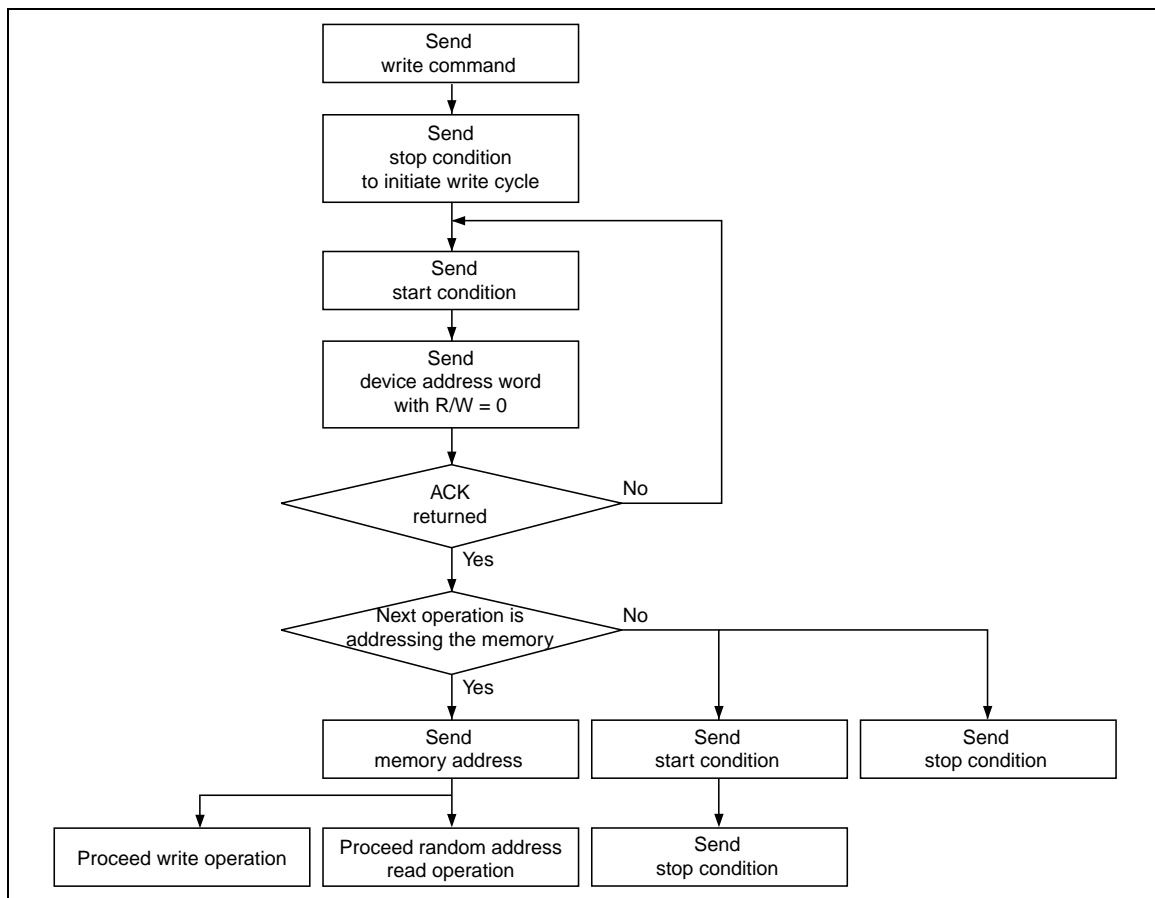 Send
write command
Send
stop condition
to initiate write cycle
Send
start condition
Send
device address word
with R/W = 0
ACK
returned
No
Yes
Next operation is
addressing the memory
No
Yes
Send
memory address
Send
start condition
Send
stop condition
Proceed write operation
Proceed random address
read operation
Send
stop condition